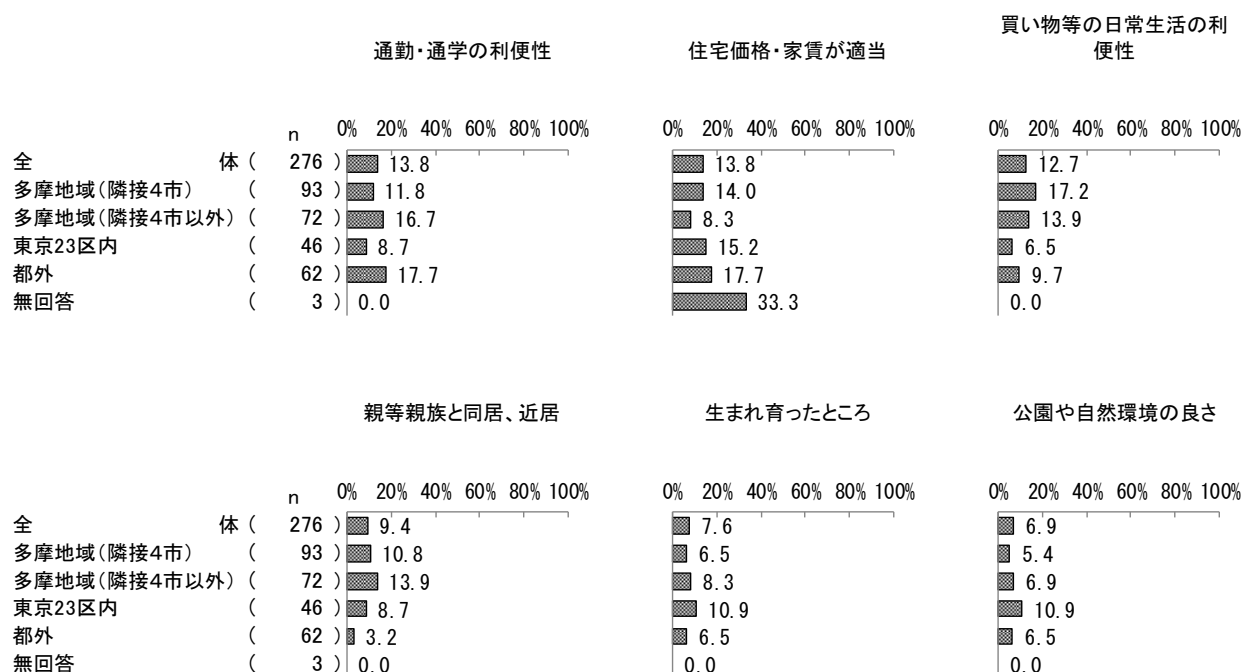 通勤・通学の利便性 住宅価格・家賃が適当 買い物等の日常生活の利
便性
n 0% 20% 40% 60% 80% 100% 0% 20% 40% 60% 80% 100% 0% 20% 40% 60% 80% 100%
全 体 ( 276 ) 13.8 13.8 12.7
多摩地域(隣接4市) ( 93 ) 11.8 14.0 17.2
多摩地域(隣接4市以外) ( 72 ) 16.7 8.3 13.9
東京23区内 ( 46 ) 8.7 15.2 6.5
都外 ( 62 ) 17.7 17.7 9.7
無回答 ( 3 ) 0.0 33.3 0.0
親等親族と同居、近居 生まれ育ったところ 公園や自然環境の良さ
n 0% 20% 40% 60% 80% 100% 0% 20% 40% 60% 80% 100% 0% 20% 40% 60% 80% 100%
全 体 ( 276 ) 9.4 7.6 6.9
多摩地域(隣接4市) ( 93 ) 10.8 6.5 5.4
多摩地域(隣接4市以外) ( 72 ) 13.9 8.3 6.9
東京23区内 ( 46 ) 8.7 10.9 10.9
都外 ( 62 ) 3.2 6.5 6.5
無回答 ( 3 ) 0.0 0.0 0.0